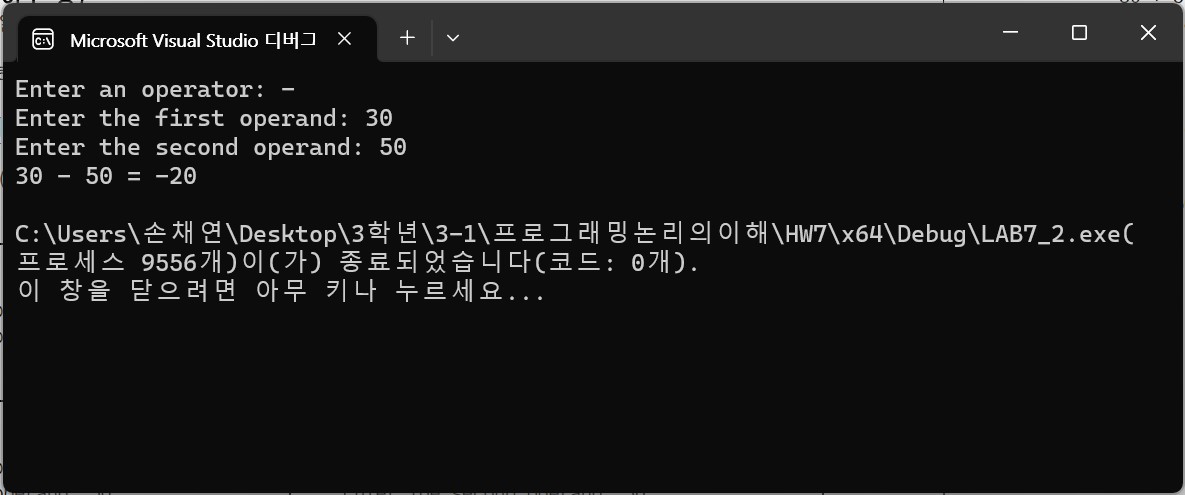 Microsoft Visual Studio 디버그
Enter an operator: -
Enter the first operand: 30
Enter the second operand: 50
30 - 50 = -20
C:\Users\손채연\Desktop\3학년\3-1\프로그래밍논리의이해\HW7\x64\Debug\LAB7_2.exe(
프로세스 9556개)이(가) 종료되었습니다(코드: 0개).
이 창을 닫으려면 아무 키나 누르세요...